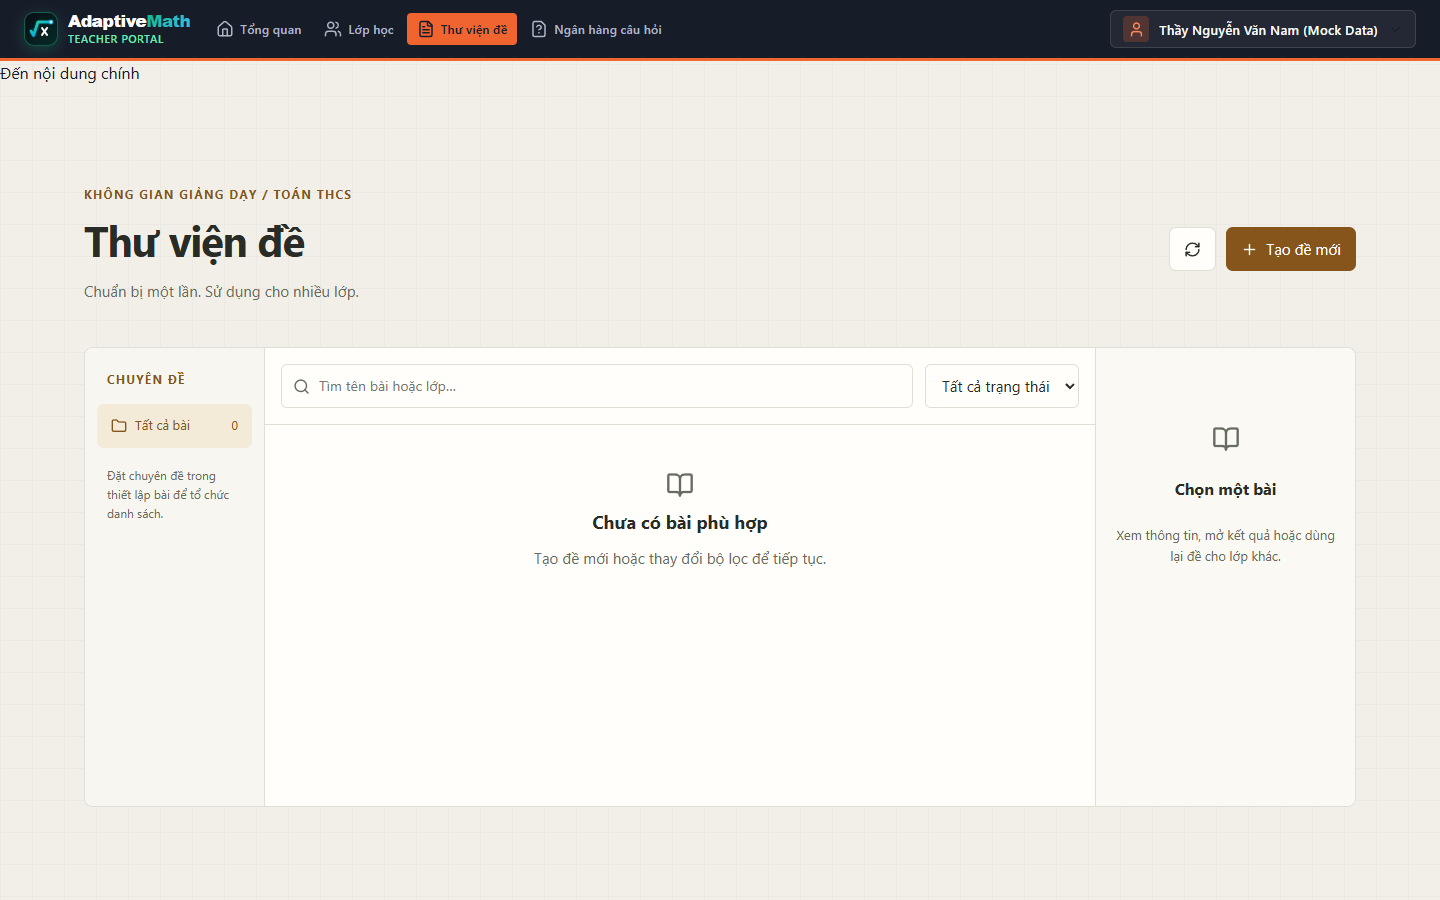 AdaptiveMath
TEACHER PORTAL
Tổng quan
Lớp học
Thư viện đề
Ngân hàng câu hỏi
Thầy Nguyễn Văn Nam (Mock Data)
Đến nội dung chính
KHÔNG GIAN GIẢNG DẠY / TOÁN THCS
Thư viện đề
Chuẩn bị một lần. Sử dụng cho nhiều lớp.
Tạo đề mới
CHUYÊN ĐỀ
Tất cả bài 0
Đặt chuyên đề trong
thiết lập bài để tổ chức
danh sách.
Tìm tên bài hoặc lớp...
Tất cả trạng thái
Chưa có bài phù hợp
Tạo đề mới hoặc thay đổi bộ lọc để tiếp tục.
Chọn một bài
Xem thông tin, mở kết quả hoặc dùng
lại đề cho lớp khác.